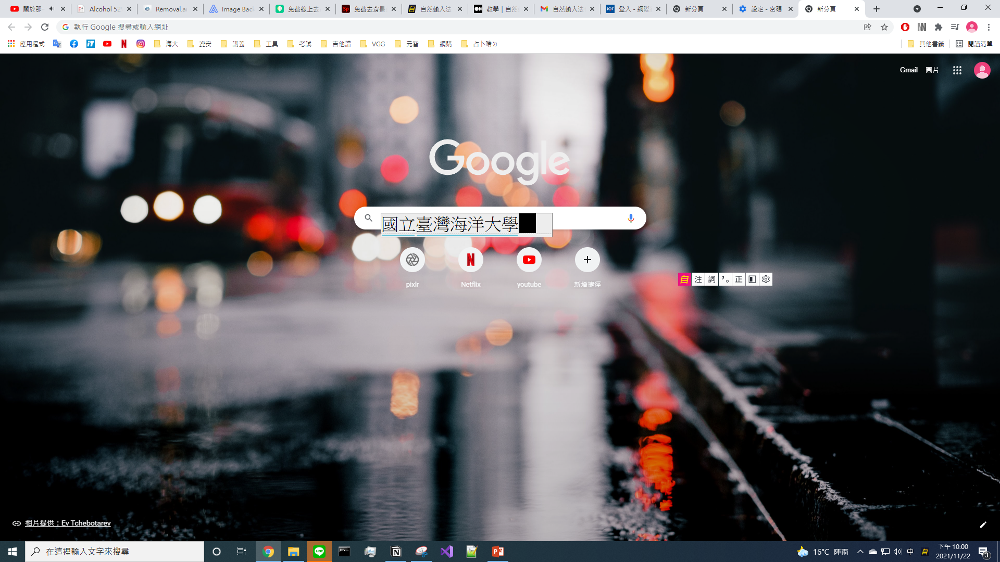 關於那一
Alcohol 52%
Removal.ai
Image Back
免費線上去
免費去背景
自然輸入法
教學 | 自然
自然輸入法
登入 - 網際
新分頁
設定 - 密碼
新分頁
執行 Google 搜尋或輸入網址
應用程式
海大
資安
講義
工具
考試
吉他譜
VGG
元智
網購
占卜啥ㄉ
其他書籤
閱讀清單
Gmail
圖片
Google
國立臺灣海洋大學
pixlr
Netflix
youtube
新增捷徑
自 注 詞 ,。 正
相片提供：Ev Tchebotarev
在這裡輸入文字來搜尋
16°C 陣雨
中
自
下午 10:00
2021/11/22
3